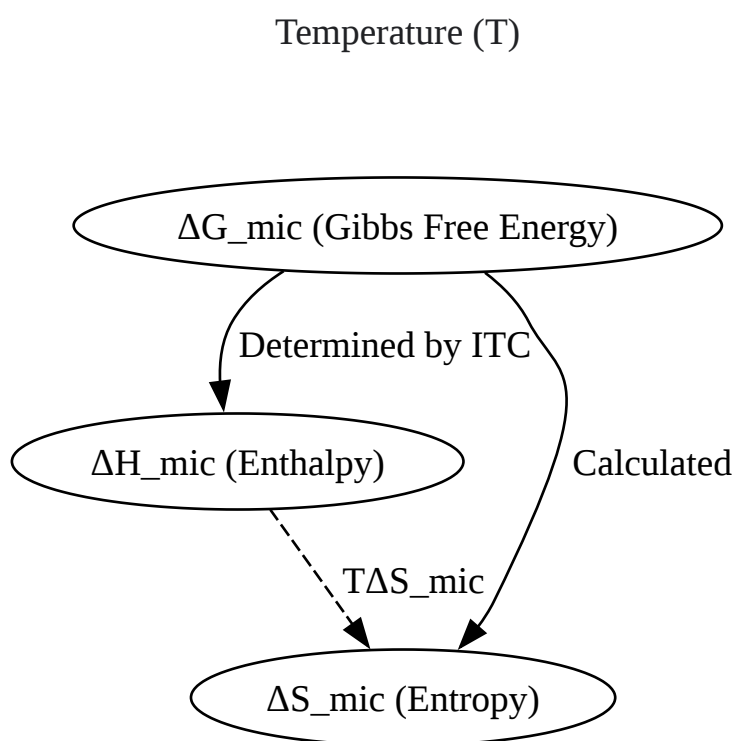 Temperature (T)
ΔG_mic (Gibbs Free Energy)
Determined by ITC
ΔH_mic (Enthalpy)
Calculated
TΔS_mic
ΔS_mic (Entropy)